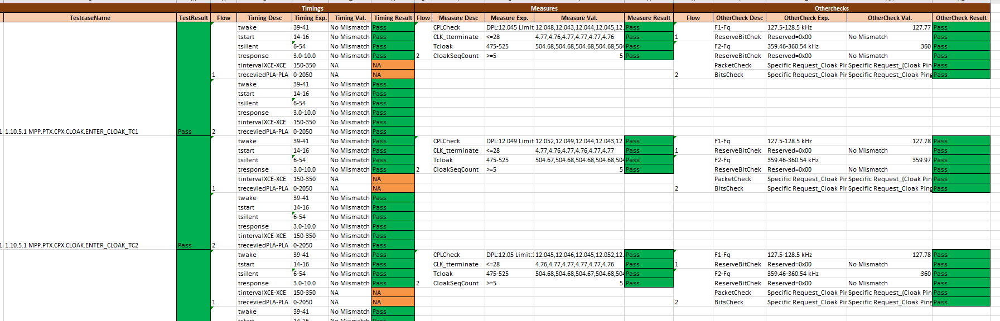 Timings Measures Otherchecks
TestcaseName TestResult Flow Timing Desc Timing Exp. Timing Val. Timing Result Flow Measure Desc Measure Exp. Measure Val. Measure Result Flow OtherCheck Desc OtherCheck Exp. OtherCheck Val. OtherCheck Result
twake 39-41 No Mismatch Pass CPLCheck DPL:12.045 Limit 12.048,12.043,12.044,12.045,12. Pass F1-Fq 127.5-128.5 kHz 127.77 Pass
tstart 14-16 No Mismatch Pass CLK_tterminate <=28 4.77,4.76,4.77,4.77,4.77,4.76 Pass 1 ReserveBitChek Reserved=0x00 No Mismatch Pass
tsilent 6-54 No Mismatch Pass Tcloak 475-525 504.68,504.68,504.68,504.68,504 Pass F2-Fq 359.46-360.54 kHz 360 Pass
tresponse 3.0-10.0 No Mismatch Pass 2 CloakSeqCount >=5 5 Pass ReserveBitChek Reserved=0x00 No Mismatch Pass
tintervalXCE-XCE 150-350 NA NA PacketCheck Specific Request_Cloak Pin Specific Request_{Cloak Pin Pass
1 treceviedPLA-PLA 0-2050 NA NA 2 BitsCheck Specific Request_Cloak Pin Specific Request_{Cloak Ping Pass
twake 39-41 No Mismatch Pass
tstart 14-16 No Mismatch Pass
tsilent 6-54 No Mismatch Pass
tresponse 3.0-10.0 No Mismatch Pass
tintervalXCE-XCE 150-350 No Mismatch Pass
1 1.10.5.1 MPP.PTX.CPX.CLOAK.ENTER_CLOAK_TC1 Pass 2 treceviedPLA-PLA 0-2050 No Mismatch Pass
twake 39-41 No Mismatch Pass CPLCheck DPL:12.049 Limit 12.052,12.049,12.044,12.043,12. Pass F1-Fq 127.5-128.5 kHz 127.78 Pass
tstart 14-16 No Mismatch Pass CLK_tterminate <=28 4.77,4.76,4.77,4.76,4.77,4.77 Pass 1 ReserveBitChek Reserved=0x00 No Mismatch Pass
tsilent 6-54 No Mismatch Pass Tcloak 475-525 504.67,504.68,504.68,504.68,504 Pass F2-Fq 359.46-360.54 kHz 359.97 Pass
tresponse 3.0-10.0 No Mismatch Pass 2 CloakSeqCount >=5 5 Pass ReserveBitChek Reserved=0x00 No Mismatch Pass
tintervalXCE-XCE 150-350 NA NA PacketCheck Specific Request_Cloak Pin Specific Request_{Cloak Pin Pass
1 treceviedPLA-PLA 0-2050 NA NA 2 BitsCheck Specific Request_Cloak Pin Specific Request_{Cloak Ping Pass
twake 39-41 No Mismatch Pass
tstart 14-16 No Mismatch Pass
tsilent 6-54 No Mismatch Pass
tresponse 3.0-10.0 No Mismatch Pass
tintervalXCE-XCE 150-350 No Mismatch Pass
1 1.10.5.1 MPP.PTX.CPX.CLOAK.ENTER_CLOAK_TC2 Pass 2 treceviedPLA-PLA 0-2050 No Mismatch Pass
twake 39-41 No Mismatch Pass CPLCheck DPL:12.05 Limit:1 12.045,12.046,12.045,12.052,12. Pass F1-Fq 127.5-128.5 kHz 127.78 Pass
tstart 14-16 No Mismatch Pass CLK_tterminate <=28 4.76,4.77,4.77,4.77,4.77,4.76 Pass 1 ReserveBitChek Reserved=0x00 No Mismatch Pass
tsilent 6-54 No Mismatch Pass Tcloak 475-525 504.68,504.68,504.67,504.68,504 Pass F2-Fq 359.46-360.54 kHz 360 Pass
tresponse 3.0-10.0 No Mismatch Pass 2 CloakSeqCount >=5 5 Pass ReserveBitChek Reserved=0x00 No Mismatch Pass
tintervalXCE-XCE 150-350 NA NA PacketCheck Specific Request_Cloak Pin Specific Request_{Cloak Pin Pass
1 treceviedPLA-PLA 0-2050 NA NA 2 BitsCheck Specific Request_Cloak Pin Specific Request_{Cloak Ping Pass
twake 39-41 No Mismatch Pass
tstart 14-16 No Mismatch Pass